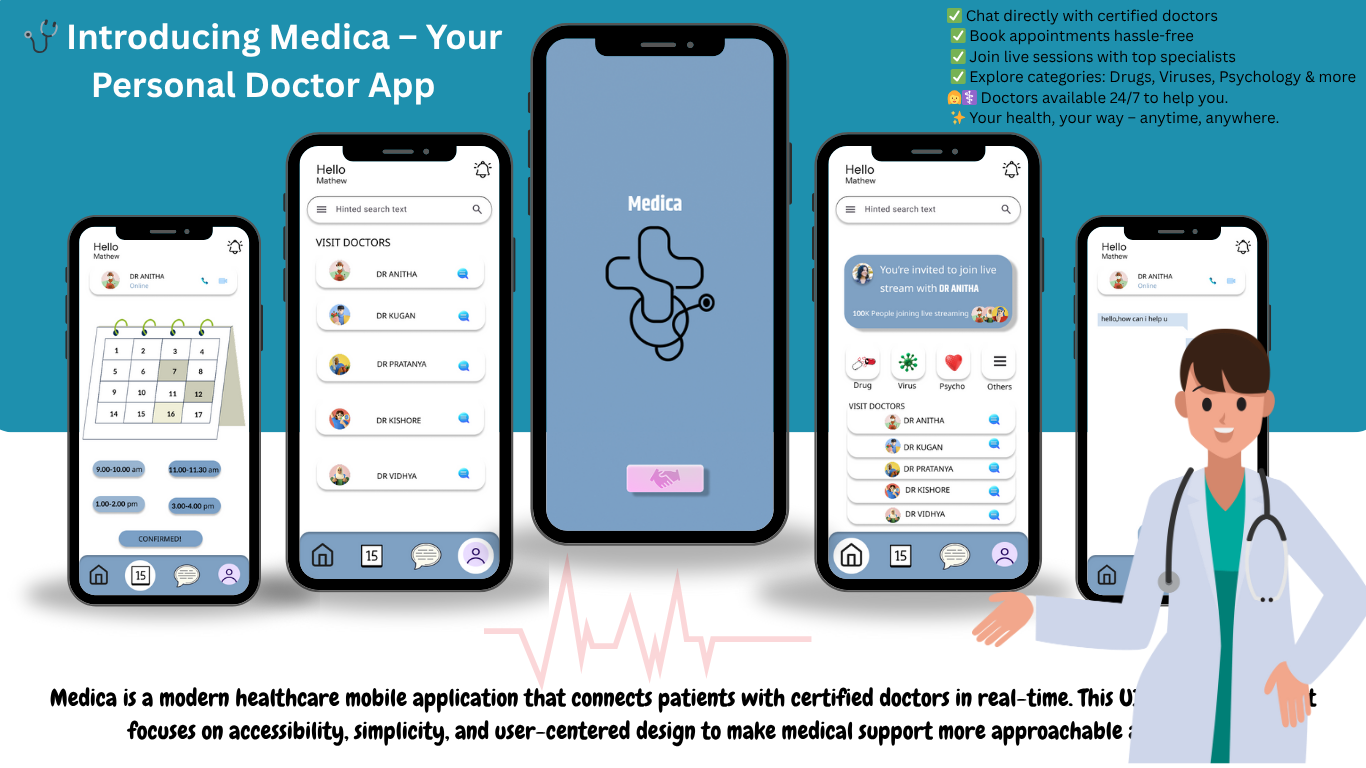 🩺 Introducing Medica – Your
Personal Doctor App
✅ Chat directly with certified doctors
✅ Book appointments hassle-free
✅ Join live sessions with top specialists
✅ Explore categories: Drugs, Viruses, Psychology & more
Doctors available 24/7 to help you.
✨ Your health, your way – anytime, anywhere.
Hello
Mathew
DR ANITHA
Online
1 2 3 4
5 6 7 8
9 10 11 12
14 15 16 17
9.00-10.00 am 11.00-11.30 am
1.00-2.00 pm 3.00-4.00 pm
CONFIRMED!
15
Hello
Mathew
Hinted search text
VISIT DOCTORS
DR ANITHA
DR KUGAN
DR PRATANYA
DR KISHORE
DR VIDHYA
15
Medica
Hello
Mathew
Hinted search text
You're invited to join live
stream with DR ANITHA
100K People joining live streaming
Drug Virus Psycho Others
VISIT DOCTORS
DR ANITHA
DR KUGAN
DR PRATANYA
DR KISHORE
DR VIDHYA
15
Hello
Mathew
DR ANITHA
Online
hello,how can i help u
Medica is a modern healthcare mobile application that connects patients with certified doctors in real-time. This
focuses on accessibility, simplicity, and user-centered design to make medical support more approachable